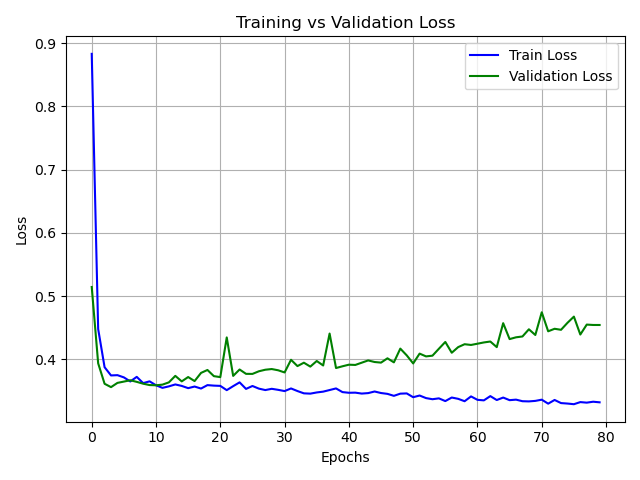 Training vs Validation Loss
Train Loss
Validation Loss
0.9
0.8
0.7
0.6
0.5
0.4
Loss
0 10 20 30 40 50 60 70 80
Epochs